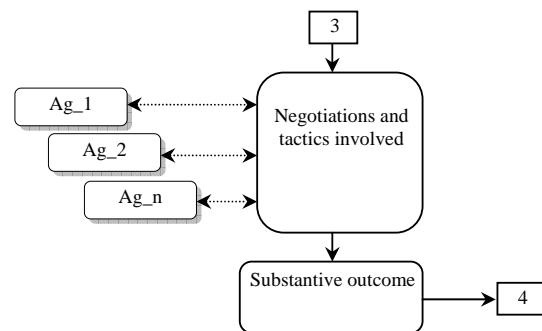 3
Ag_1
Negotiations and
tactics involved
Ag_2
Ag_n
Substantive outcome
4